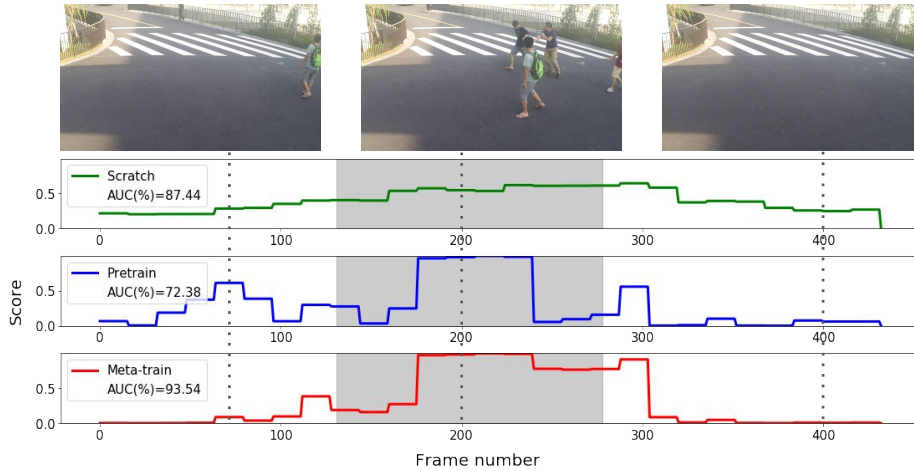 Scratch
AUC(%)=87.44
0.5
0.0
0 100 200 300 400
Pretrain
AUC(%)=72.38
0.5
0.0
0 100 200 300 400
Score
Meta-train
AUC(%)=93.54
0.5
0.0
0 100 200 300 400
Frame number